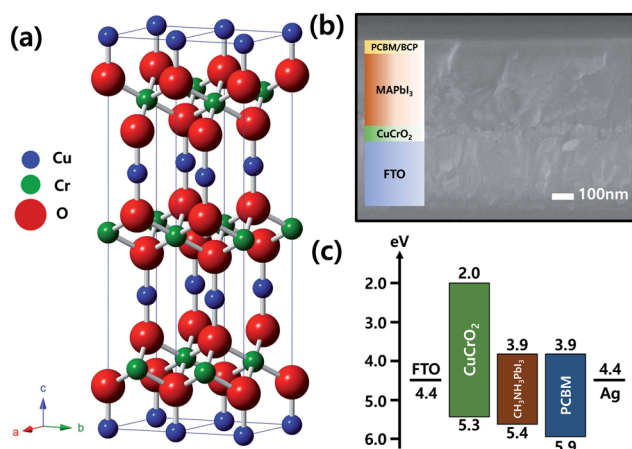 (a)
Cu
Cr
O
c
a
b
(b)
PCBM/BCP
MAPbI₃
CuCrO₂
FTO
100nm
(c)
eV
2.0
3.0
4.0
5.0
6.0
FTO
4.4
2.0
CuCrO₂
5.3
3.9
CH₃NH₃PbI₃
5.4
3.9
PCBM
5.9
4.4
Ag